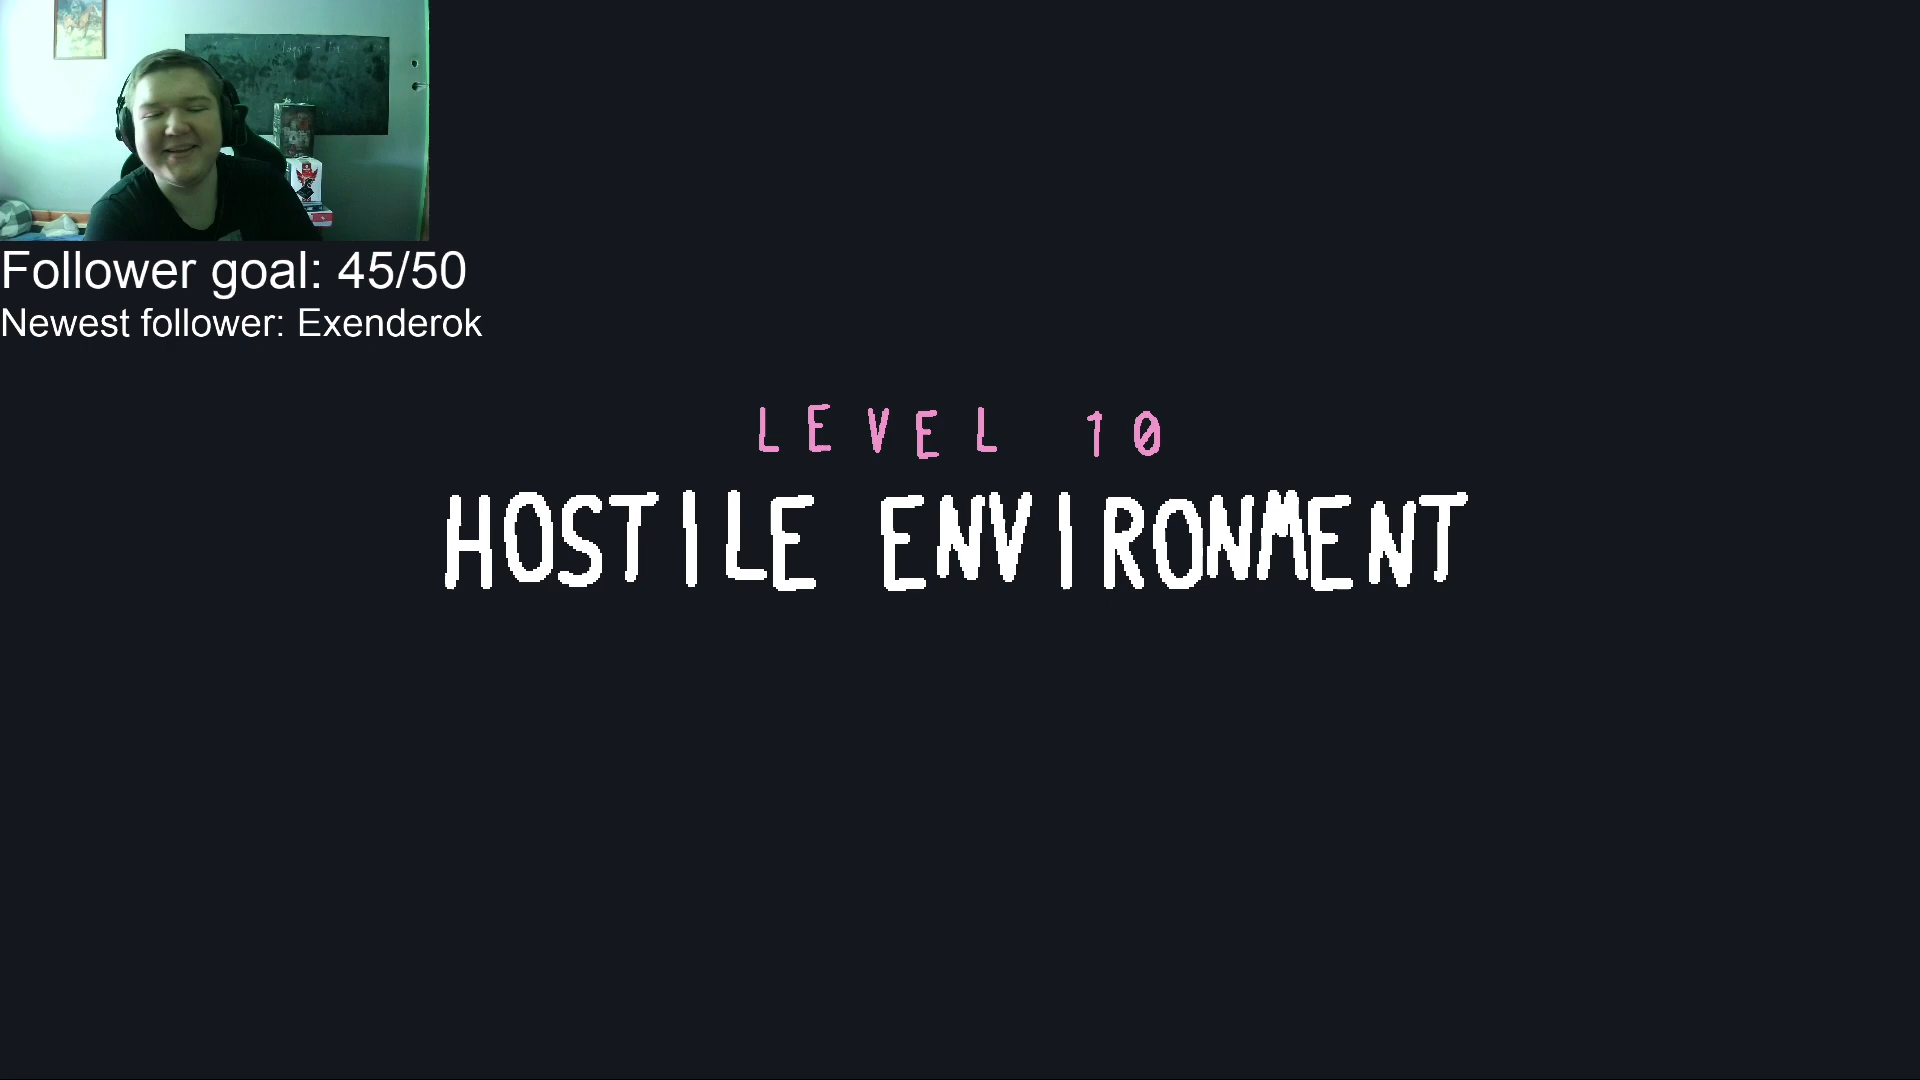 Follower goal: 45/50
Newest follower: Exenderok
LEVEL 10
HOSTILE ENVIRONMENT